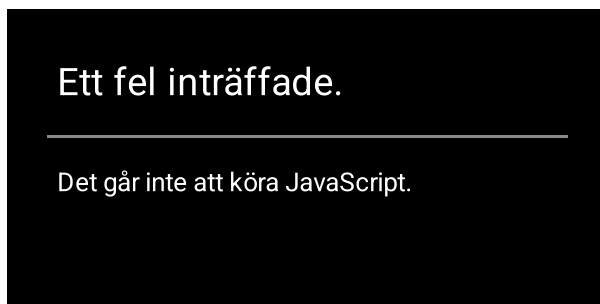 Ett fel inträffade.
Det går inte att köra JavaScript.